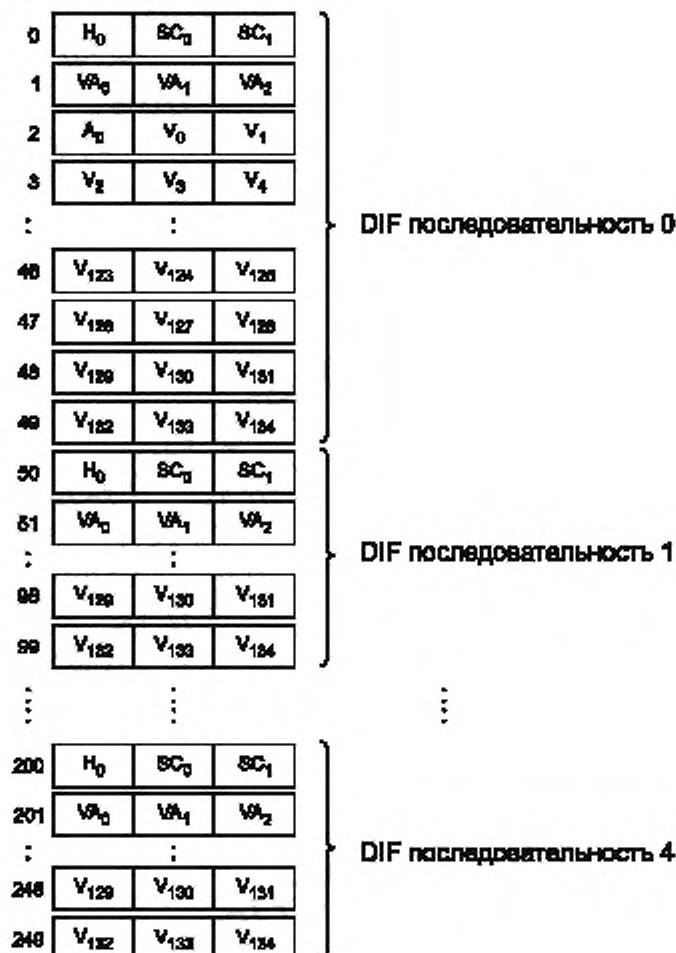 0 H₀ SC₀ SC₁
1 VA₀ VA₁ VA₂
2 A₀ V₀ V₁
3 V₂ V₃ V₄
: :
DIF последовательность 0
46 V₁₂₃ V₁₂₄ V₁₂₅
47 V₁₂₆ V₁₂₇ V₁₂₈
48 V₁₂₉ V₁₃₀ V₁₃₁
49 V₁₃₂ V₁₃₃ V₁₃₄
50 H₀ SC₀ SC₁
51 VA₀ VA₁ VA₂
: :
DIF последовательность 1
98 V₁₂₉ V₁₃₀ V₁₃₁
99 V₁₃₂ V₁₃₃ V₁₃₄
200 H₀ SC₀ SC₁
201 VA₀ VA₁ VA₂
: :
DIF последовательность 4
248 V₁₂₉ V₁₃₀ V₁₃₁
249 V₁₃₂ V₁₃₃ V₁₃₄